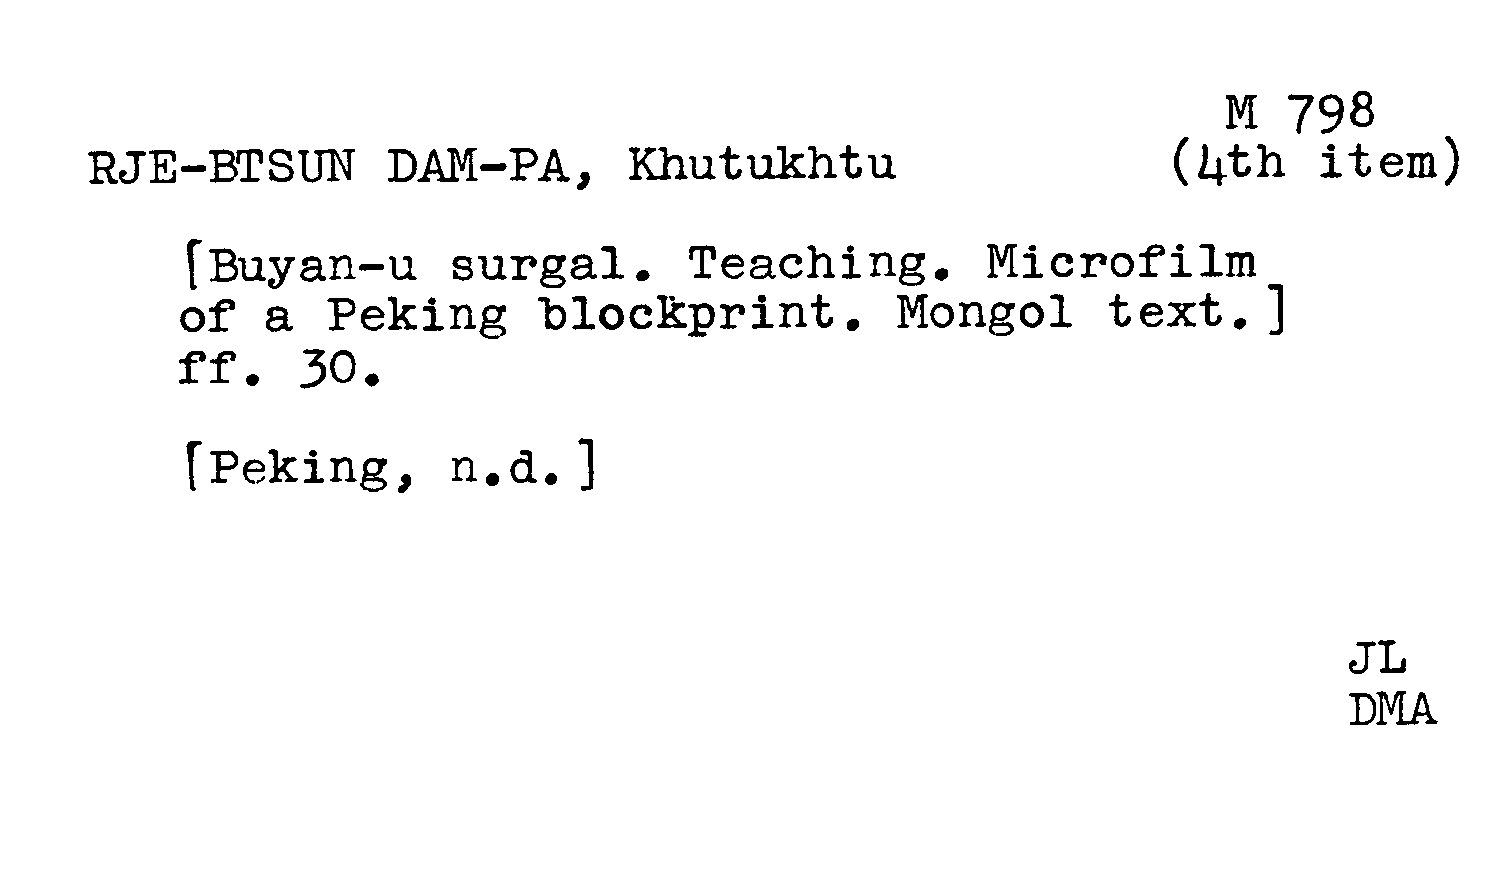 M 798
RJE-BTSUN DAM-PA, Khutukhtu (4th item)
[Buyan-u surgal. Teaching. Microfilm
of a Peking blockprint. Mongol text.]
ff. 30.
[Peking, n.d.]
JL
DMA